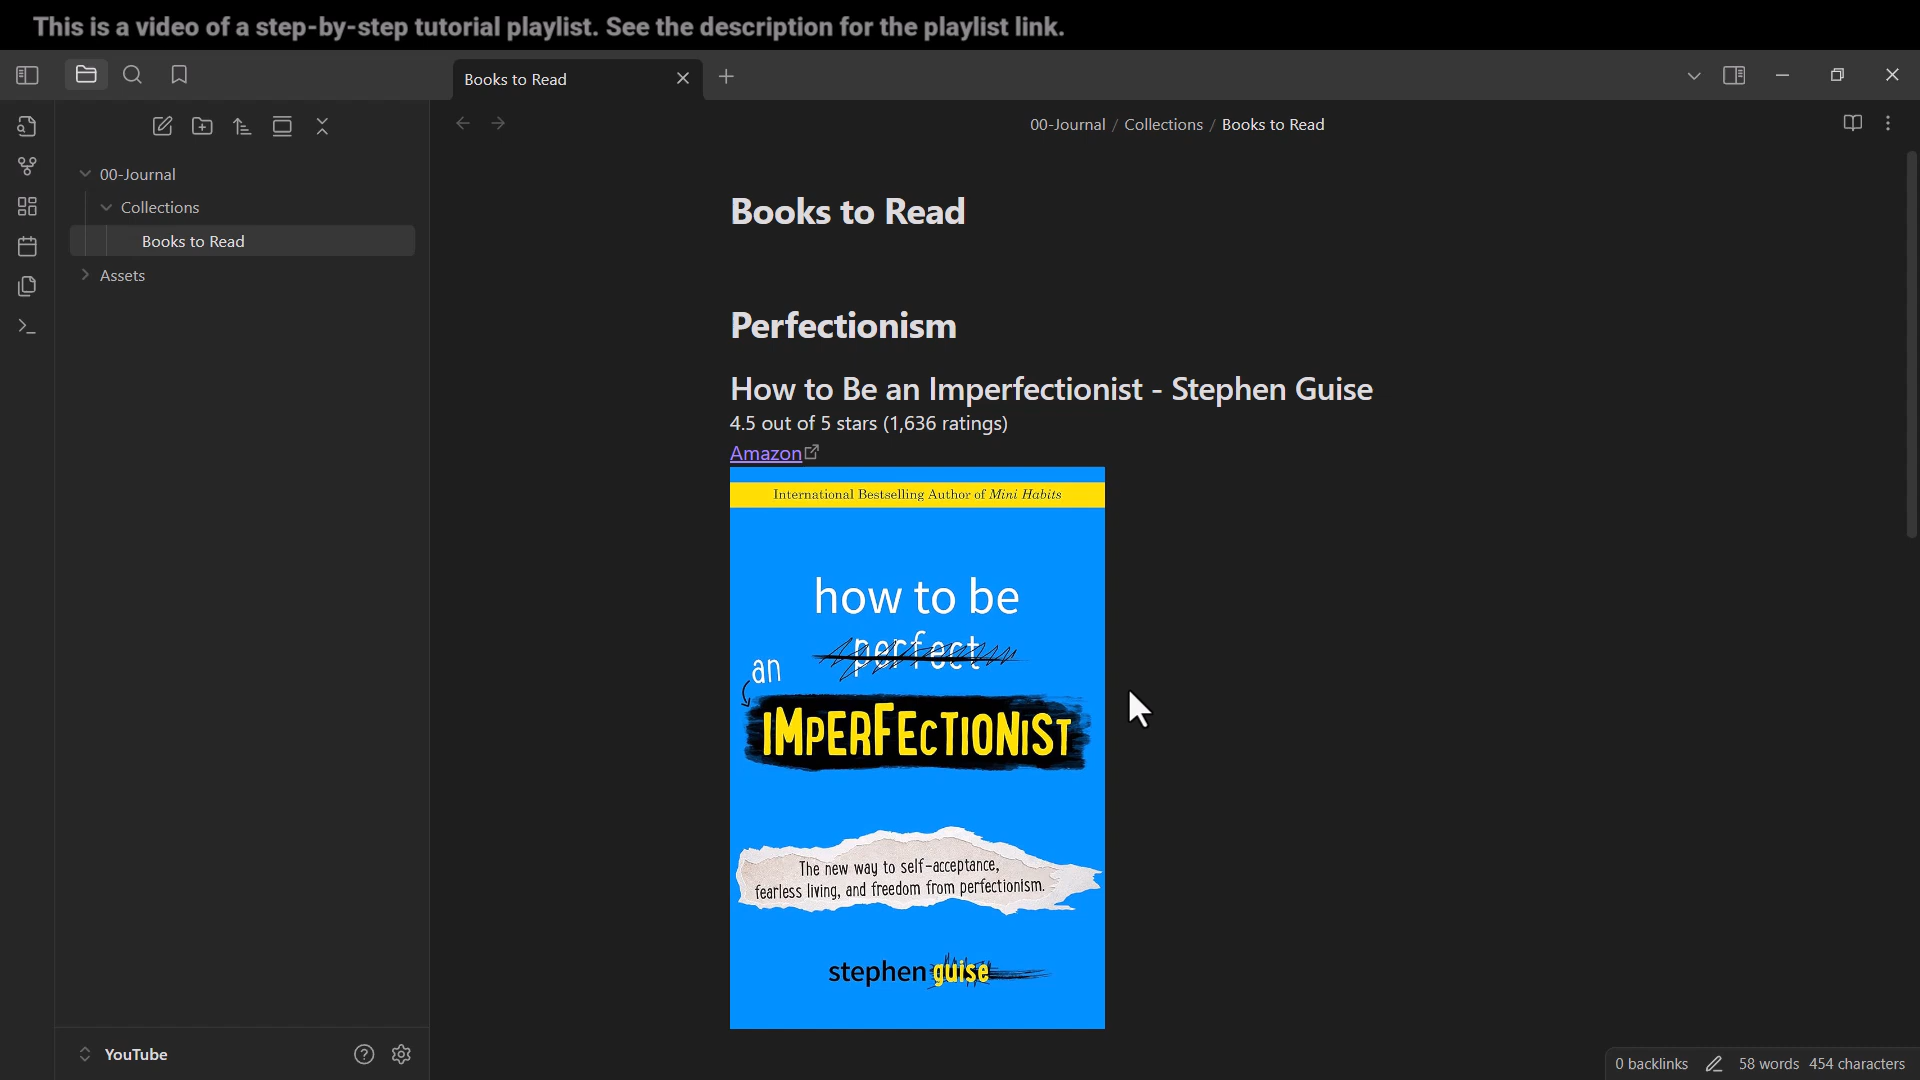 This is a video of a step-by-step tutorial playlist. See the description for the playlist link.
Books to Read
00-Journal / Collections / Books to Read
00-Journal
Collections
Books to Read
Assets
Books to Read
Perfectionism
How to Be an Imperfectionist - Stephen Guise
4.5 out of 5 stars (1,636 ratings)
Amazon
International Bestselling Author of Mini Habits
how to be
perfect
an
IMPERFECTIONIST
The new way to self-acceptance,
fearless living, and freedom from perfectionism.
stephen guise
YouTube
0 backlinks 58 words 454 characters